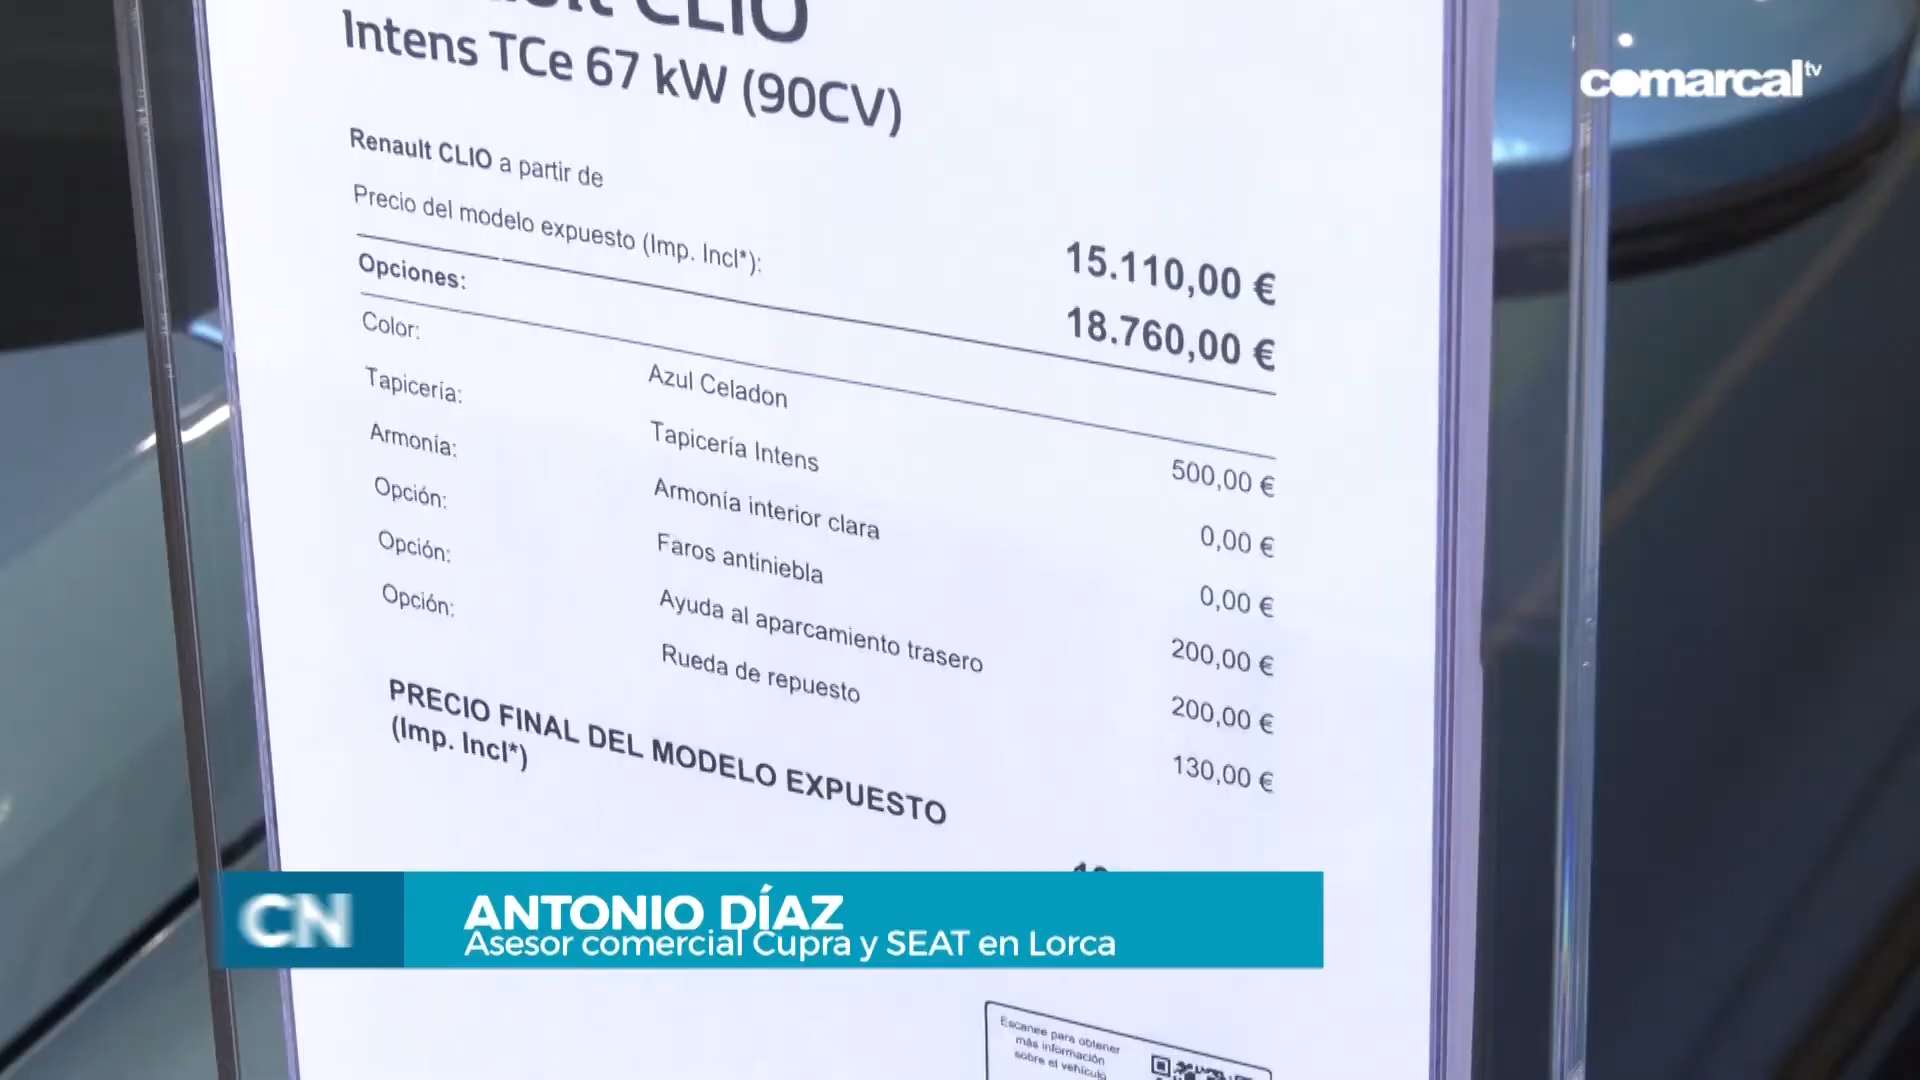 CLIO
Intens TCe 67 kW (90CV)
comarcal tv
Renault CLIO a partir de 15.110,00 €
Precio del modelo expuesto (Imp. Incl*): 18.760,00 €
Opciones:
Color: Azul Celadon 500,00 €
Tapicería: Tapicería Intens 0,00 €
Armonía: Armonía interior clara 0,00 €
Opción: Faros antiniebla 200,00 €
Opción: Ayuda al aparcamiento trasero 200,00 €
Opción: Rueda de repuesto 130,00 €
PRECIO FINAL DEL MODELO EXPUESTO
(Imp. Incl*)
CN
ANTONIO DÍAZ
Asesor comercial Cupra y SEAT en Lorca
Escanee para obtener
más información
sobre el vehículo